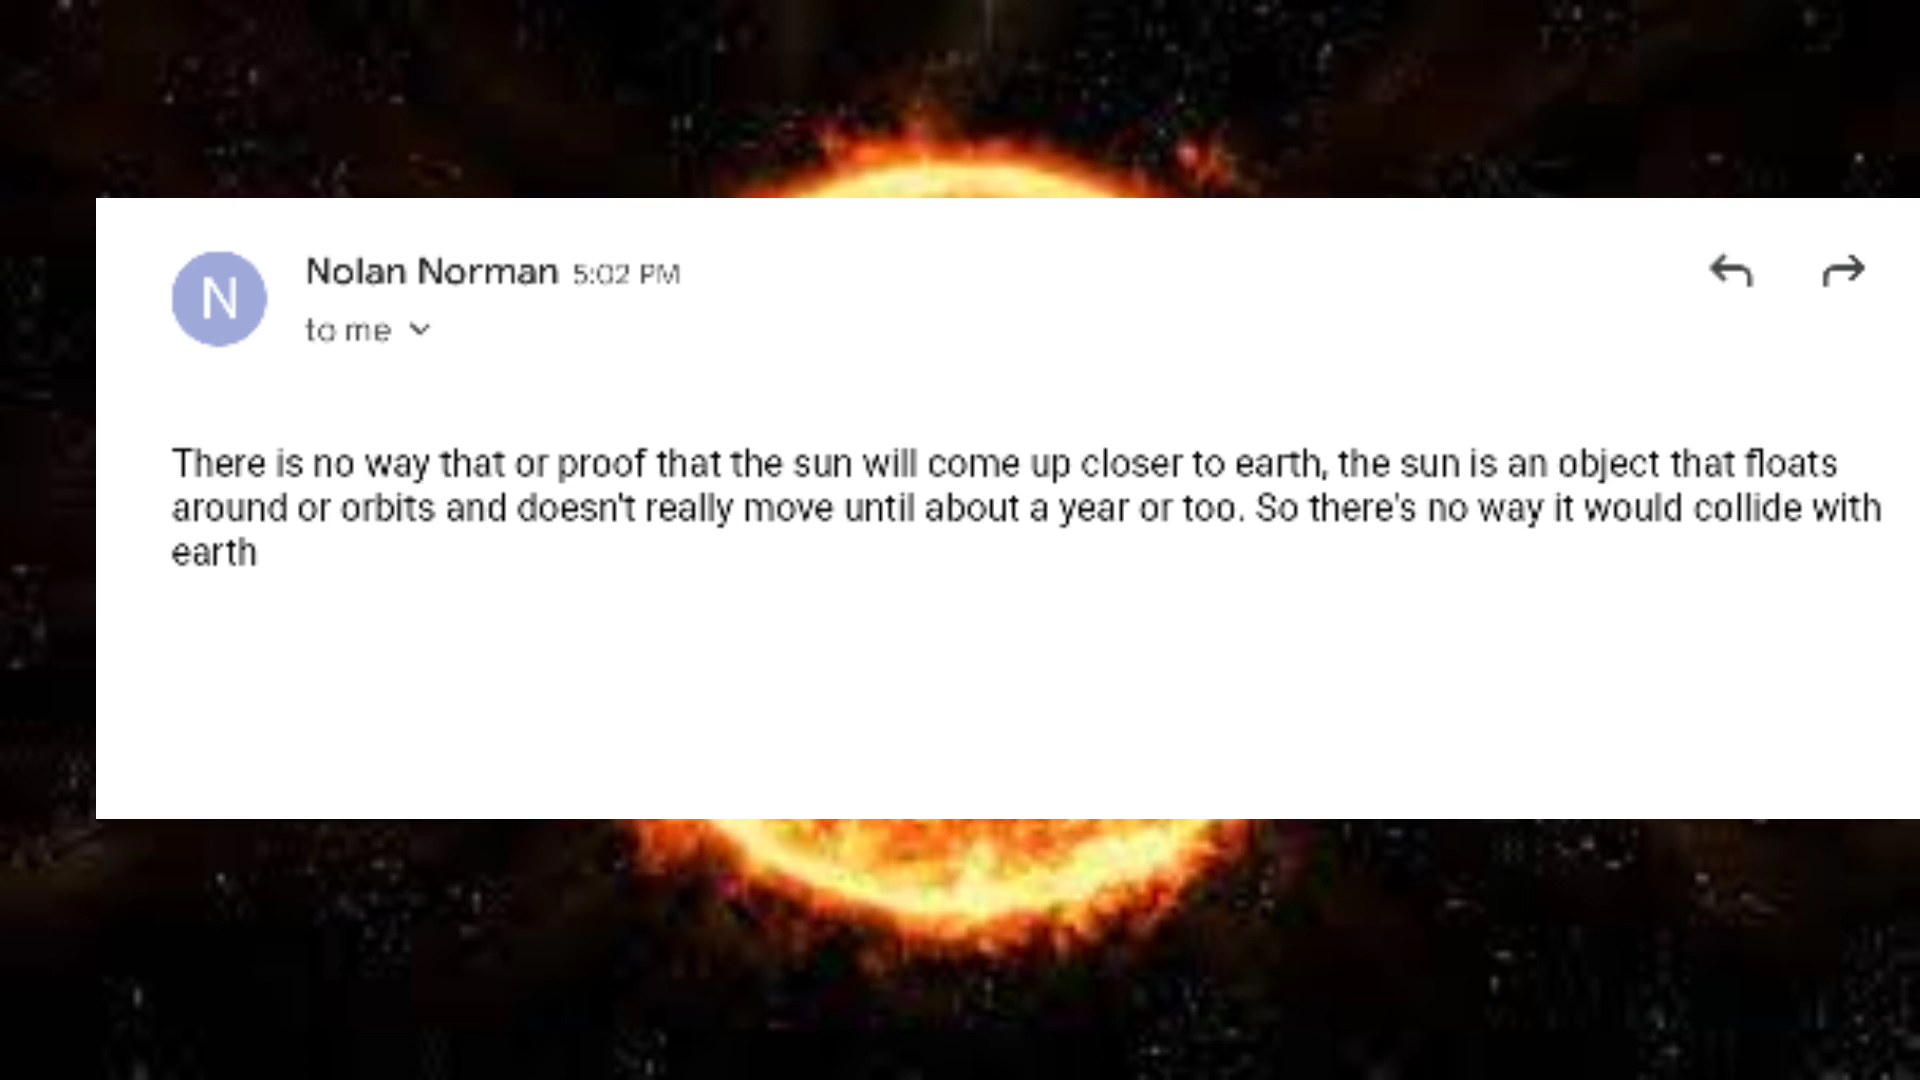 N
Nolan Norman 5:02 PM
to me
There is no way that or proof that the sun will come up closer to earth, the sun is an object that floats
around or orbits and doesn't really move until about a year or too. So there's no way it would collide with
earth